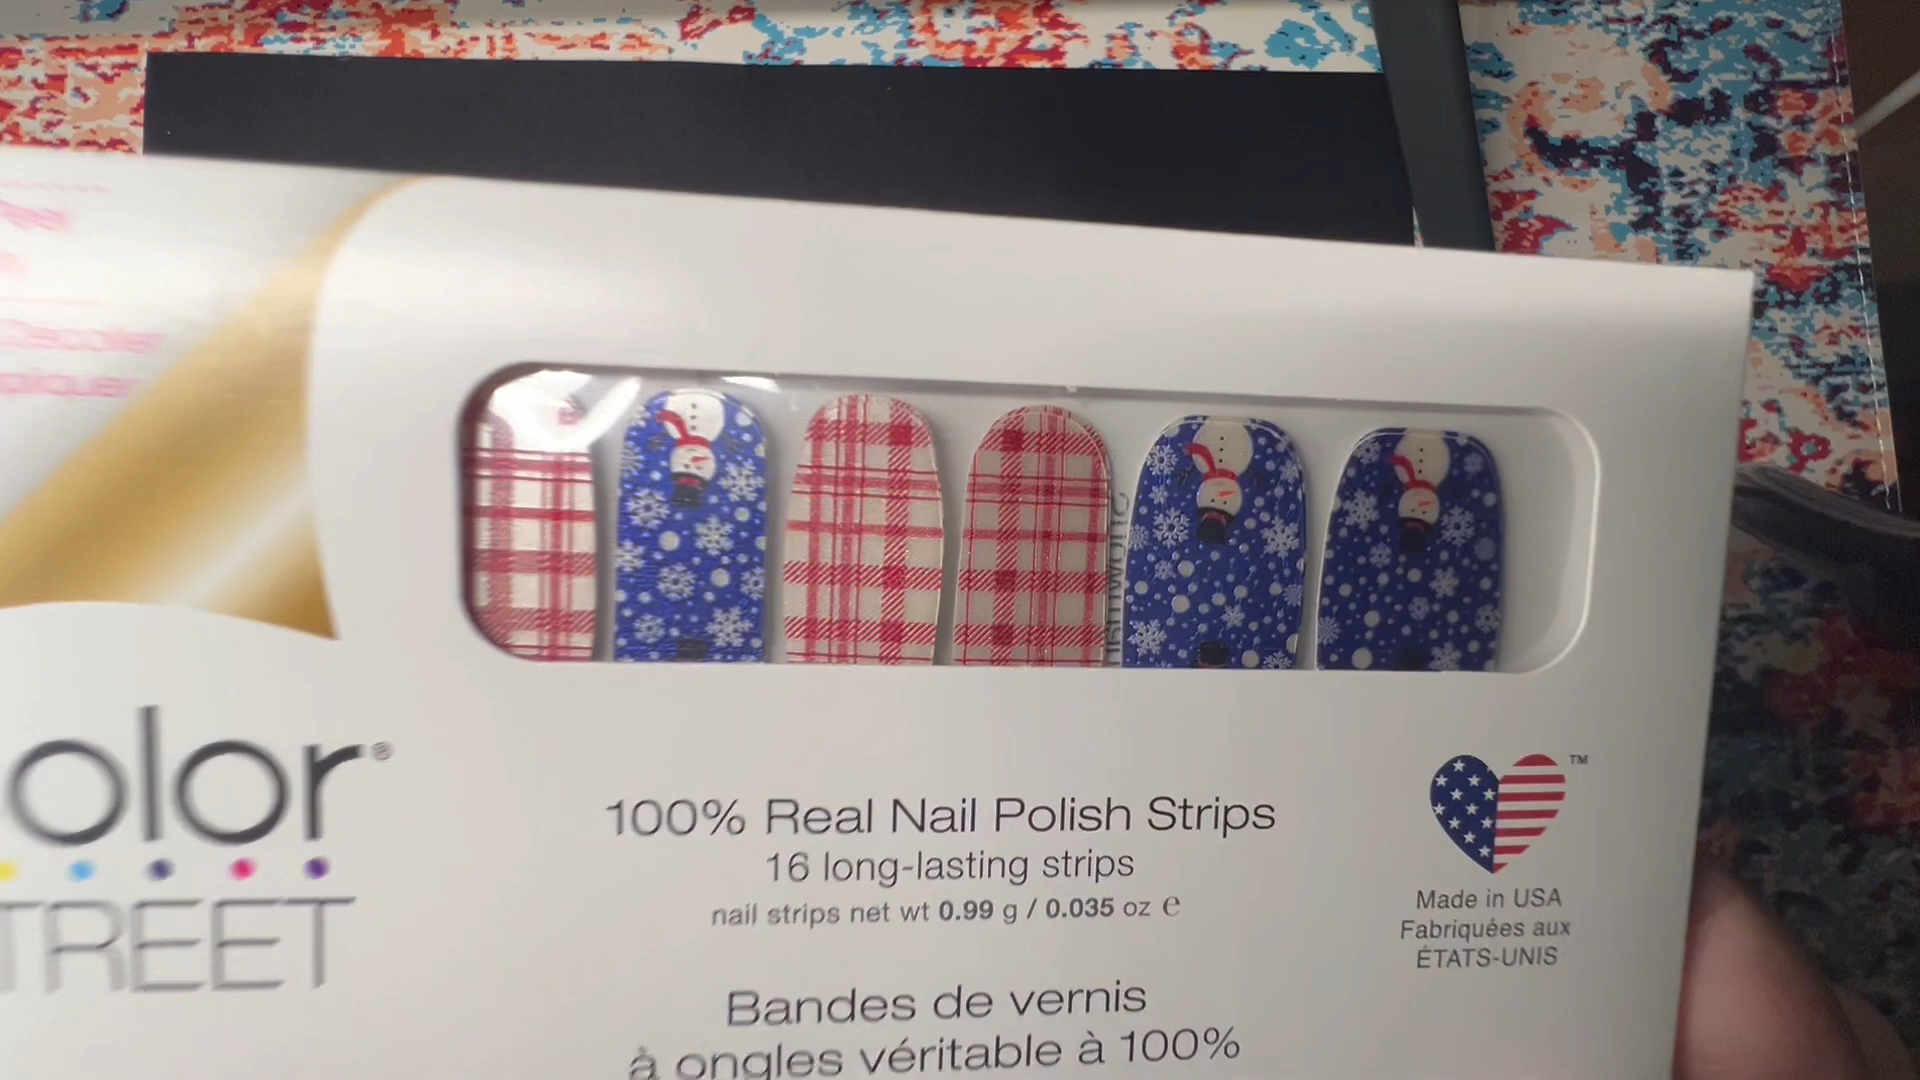 olor®
TREET
100% Real Nail Polish Strips
16 long-lasting strips
nail strips net wt 0.99 g / 0.035 oz ℮
Bandes de vernis
à ongles véritable à 100%
TM
Made in USA
Fabriquées aux
ÉTATS-UNIS